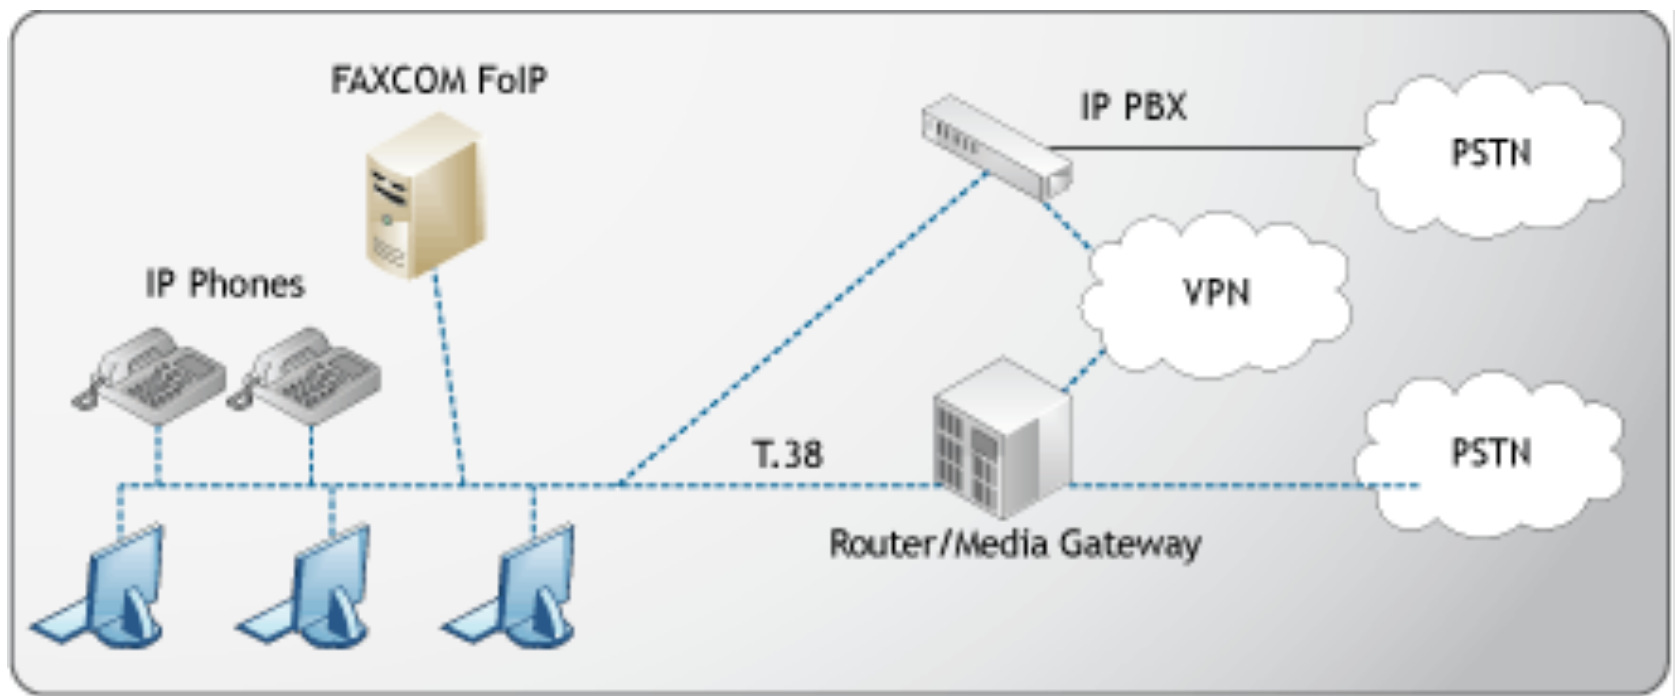 FAXCOM FoIP
IP PBX
PSTN
IP Phones
VPN
T.38
PSTN
Router/Media Gateway